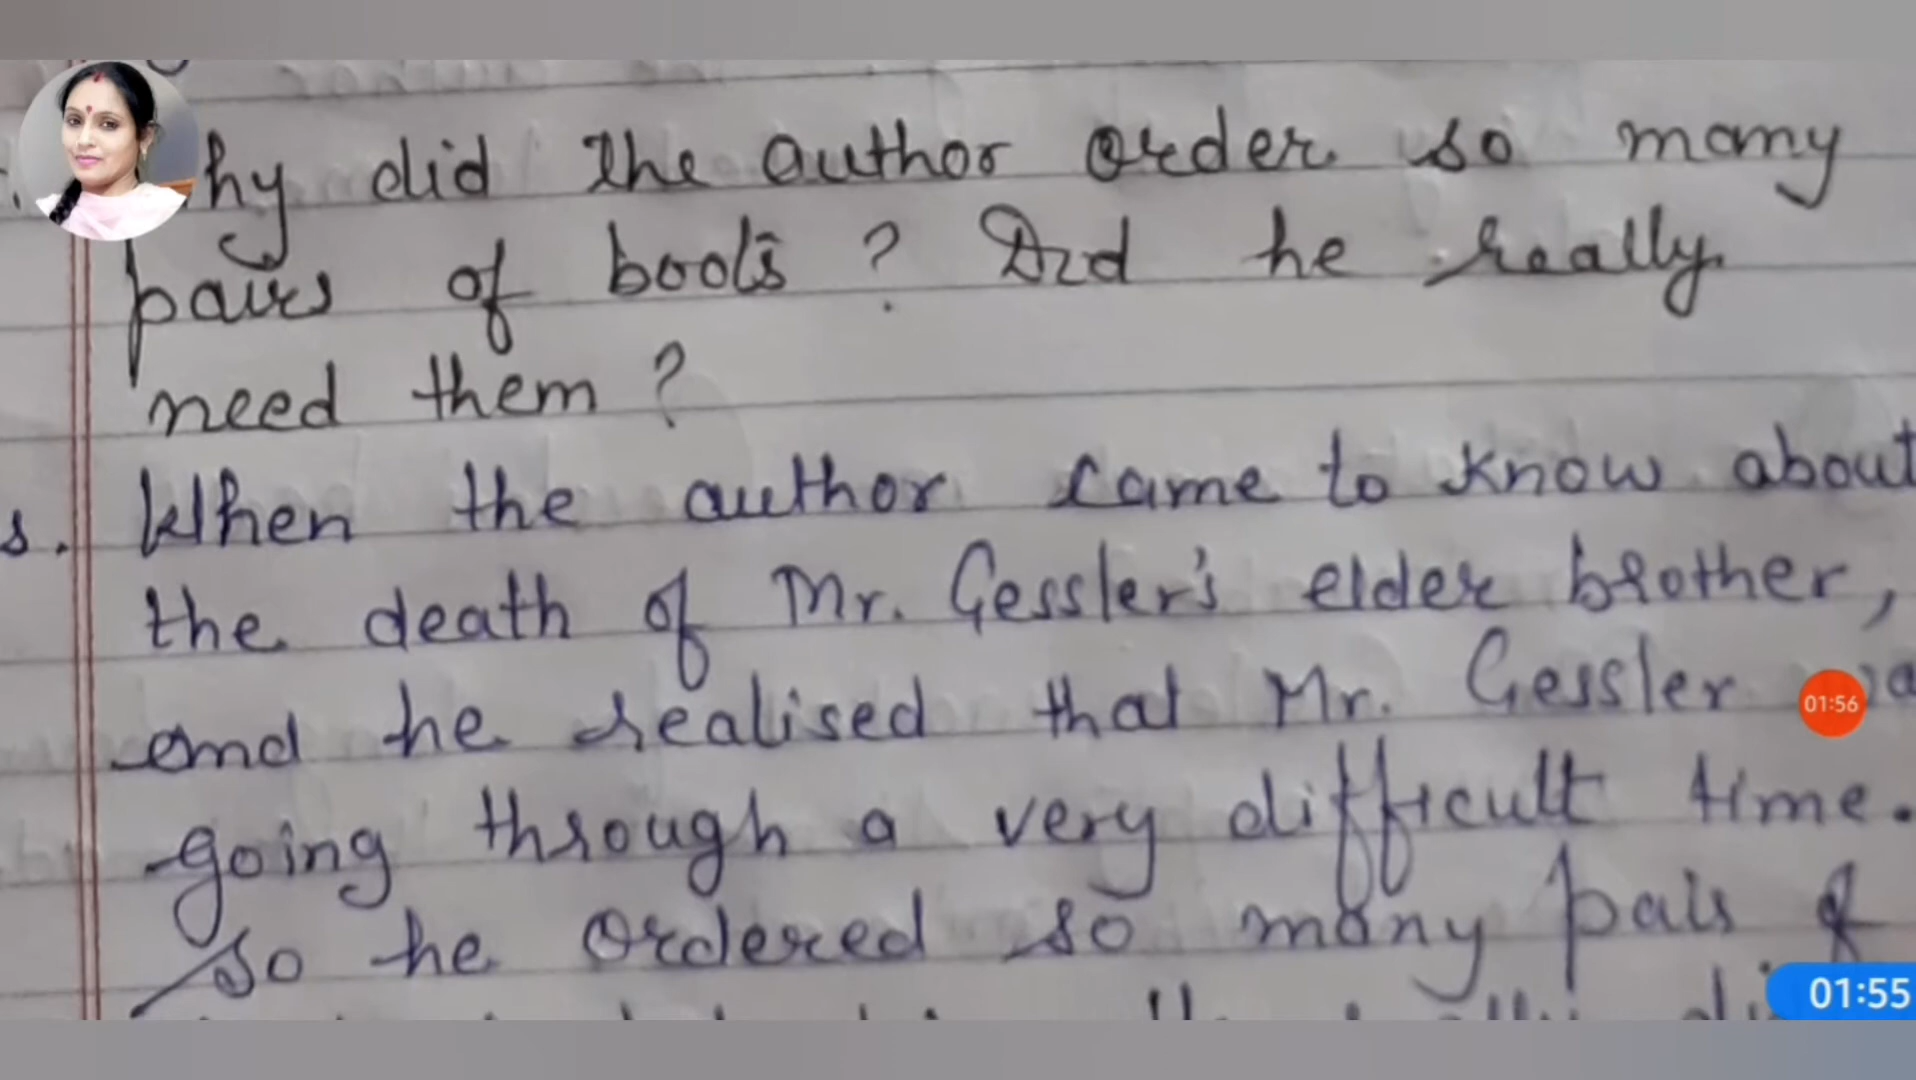 hy did the author order so many
pairs of boots ? Did he really
need them ?
s. When the author came to know about
the death of Mr. Gessler's elder brother,
and he realised that Mr. Gessler
going through a very difficult time.
So he ordered so many pais of
01:56
01:55